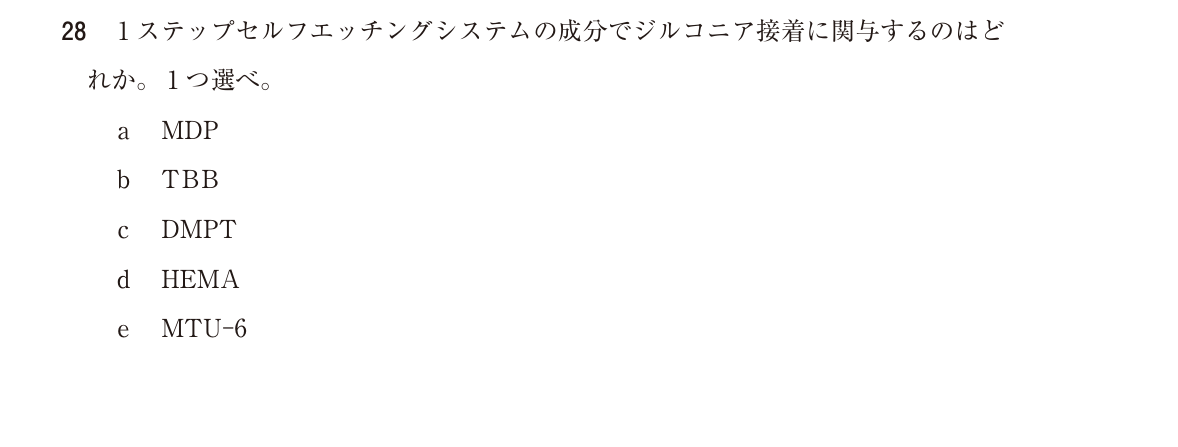 28 1ステップセルフエッチングシステムの成分でジルコニア接着に関与するのはど
れか。1つ選べ。
a MDP
b TBB
c DMPT
d HEMA
e MTU-6